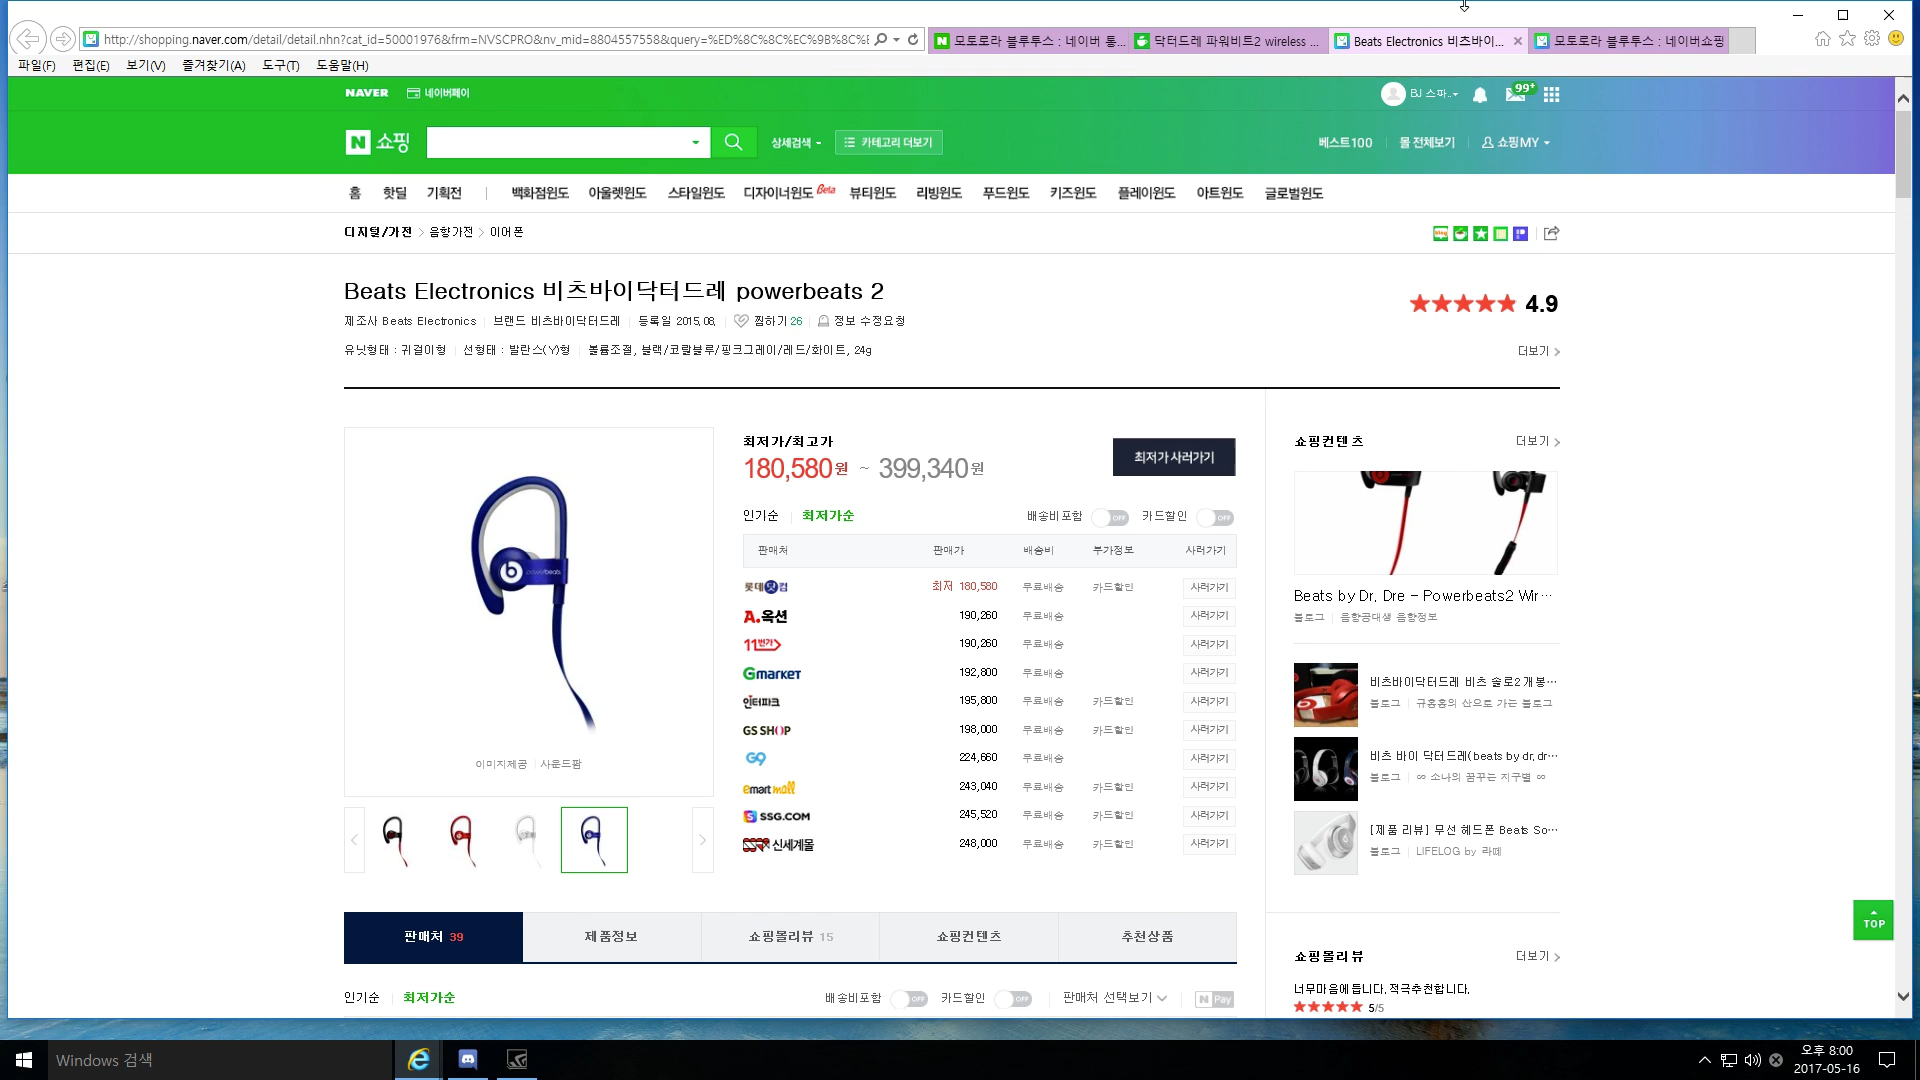 http://shopping.naver.com/detail/detail.nhn?cat_id=50001976&frm=NVSCPRO&nv_mid=8804557558&query=%ED%8C%8C%EC%9B%8C%EB%
모토로라 블루투스 : 네이버 통...
닥터드레 파워비트2 wireless ...
Beats Electronics 비츠바이...
모토로라 블루투스 : 네이버쇼핑
파일(F) 편집(E) 보기(V) 즐겨찾기(A) 도구(T) 도움말(H)
NAVER 네이버페이
BJ 스파..
99+
N 쇼핑
상세검색
카테고리 더보기
베스트100 몰 전체보기 쇼핑MY
홈 핫딜 기획전 백화점윈도 아울렛윈도 스타일윈도 디자이너윈도 Beta 뷰티윈도 리빙윈도 푸드윈도 키즈윈도 플레이윈도 아트윈도 글로벌윈도
디지털/가전 > 음향가전 > 이어폰
blog
Beats Electronics 비츠바이닥터드레 powerbeats 2
4.9
제조사 Beats Electronics 브랜드 비츠바이닥터드레 등록일 2015.08. 찜하기 26 정보 수정요청
유닛형태 : 귀걸이형 선형태 : 발란스(Y)형 볼륨조절, 블랙/코랄블루/핑크그레이/레드/화이트, 24g
더보기
powerbeats
이미지제공 사운드팜
최저가/최고가
180,580원 ~ 399,340원
최저가 사러가기
인기순 최저가순
배송비포함 OFF 카드할인 OFF
판매처 판매가 배송비 부가정보 사러가기
롯데닷컴 최저 180,580 무료배송 카드할인 사러가기
A.옥션 190,260 무료배송 사러가기
11번가 190,260 무료배송 사러가기
Gmarket 192,800 무료배송 사러가기
인터파크 195,800 무료배송 카드할인 사러가기
GS SHOP 198,000 무료배송 카드할인 사러가기
G9 224,660 무료배송 사러가기
emart mall 243,040 무료배송 카드할인 사러가기
SSG.COM 245,520 무료배송 카드할인 사러가기
신세계몰 248,000 무료배송 카드할인 사러가기
쇼핑컨텐츠 더보기
Beats by Dr. Dre - Powerbeats2 Wir…
블로그 음향공대생 음향정보
비츠바이닥터드레 비츠 솔로2 개봉…
블로그 규홍홍의 산으로 가는 블로그
비츠 바이 닥터드레(beats by dr.dr…
블로그 ∞ 소나의 꿈꾸는 지구별 ∞
[제품 리뷰] 무선 헤드폰 Beats So…
블로그 LIFELOG by 라떼
TOP
판매처 39 제품정보 쇼핑몰리뷰 15 쇼핑컨텐츠 추천상품
인기순 최저가순
배송비포함 OFF 카드할인 OFF 판매처 선택보기 N Pay
쇼핑몰리뷰 더보기
너무마음에듭니다. 적극추천합니다.
5/5
Windows 검색
오후 8:00
2017-05-16